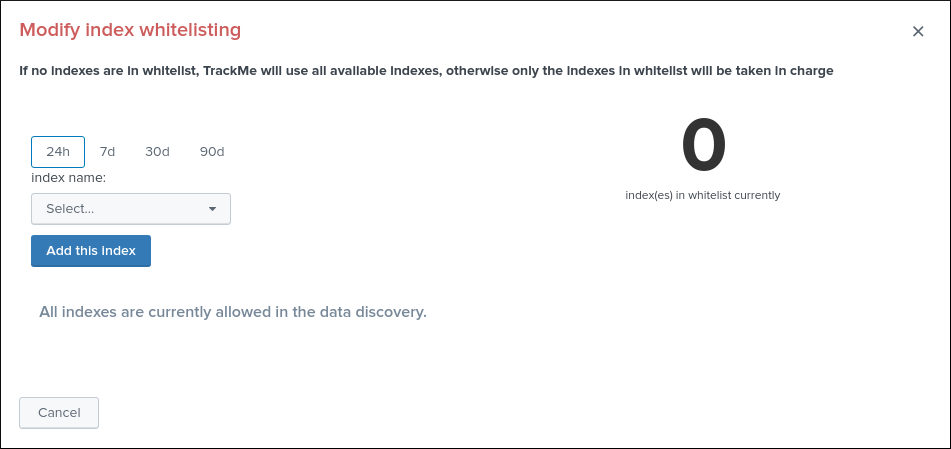 Modify index whitelisting
If no indexes are in whitelist, TrackMe will use all available indexes, otherwise only the indexes in whitelist will be taken in charge
24h 7d 30d 90d
index name:
Select...
Add this index
0
index(es) in whitelist currently
All indexes are currently allowed in the data discovery.
Cancel